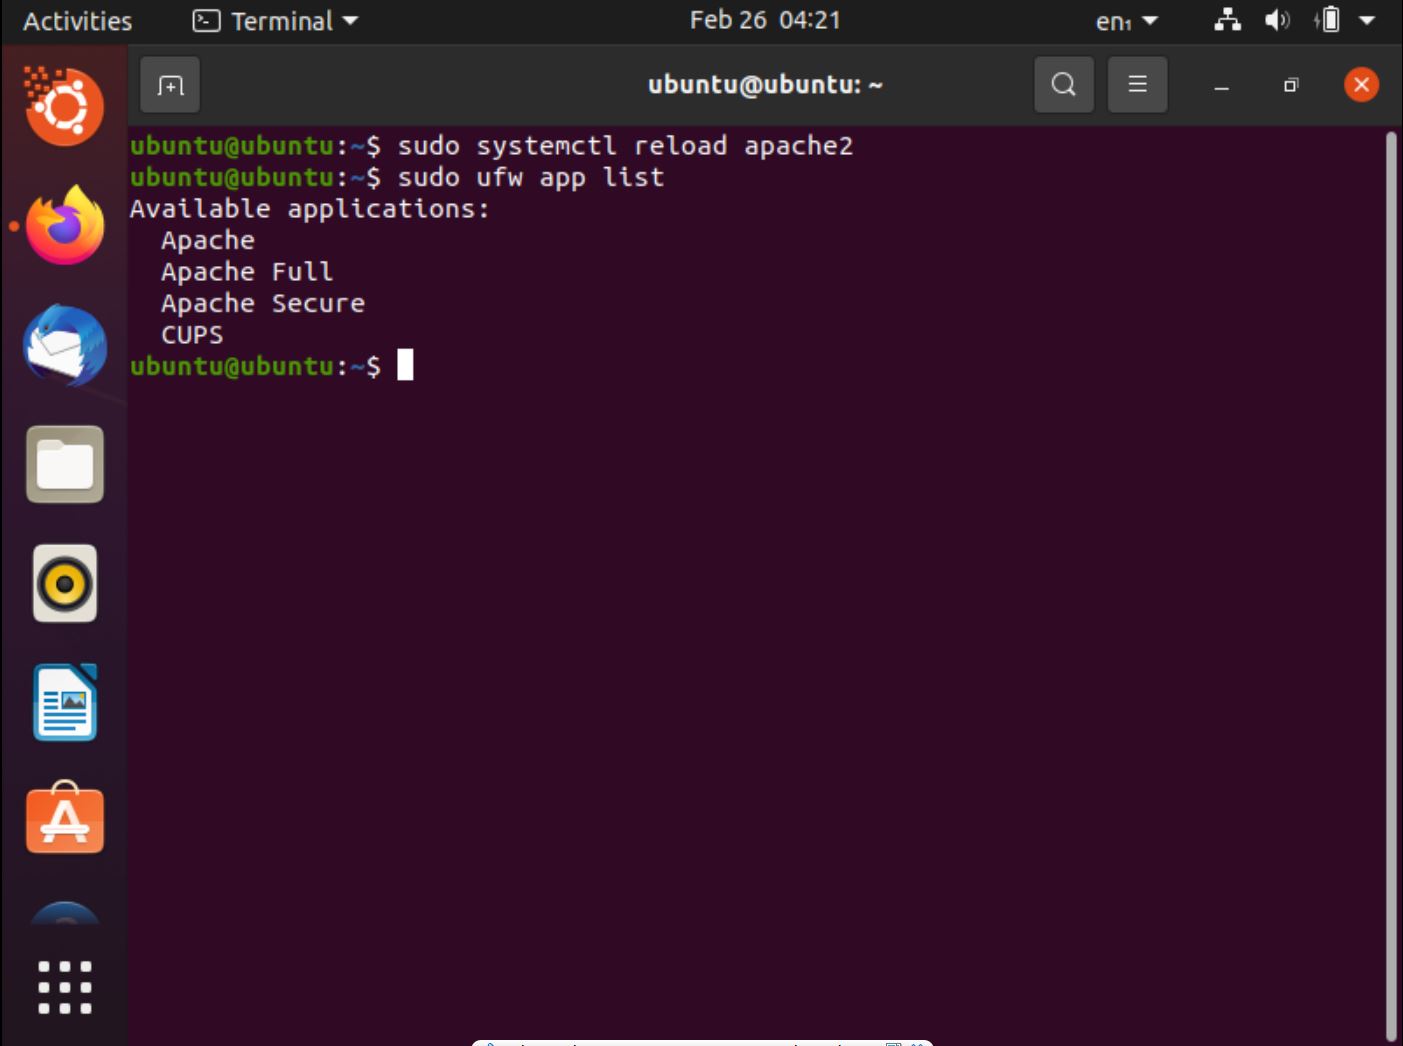 Activities Terminal Feb 26 04:21 en₁
ubuntu@ubuntu: ~
ubuntu@ubuntu:~$ sudo systemctl reload apache2
ubuntu@ubuntu:~$ sudo ufw app list
Available applications:
  Apache
  Apache Full
  Apache Secure
  CUPS
ubuntu@ubuntu:~$